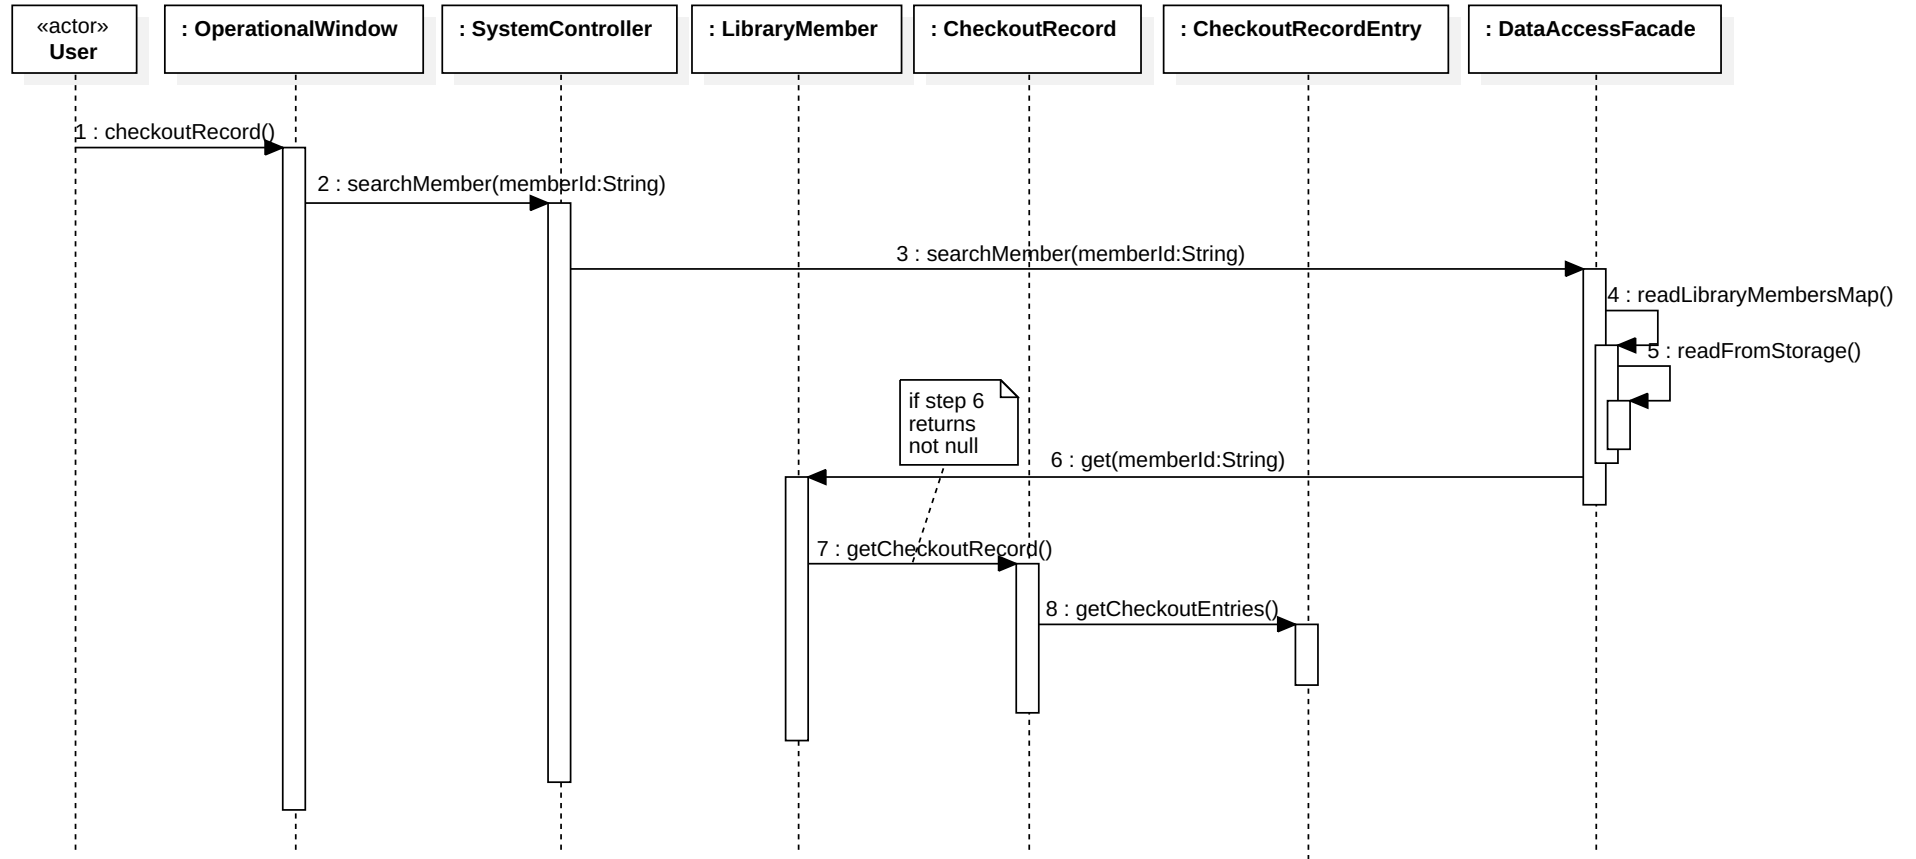 «actor»
User
: OperationalWindow
: SystemController
: LibraryMember
: CheckoutRecord
: CheckoutRecordEntry
: DataAccessFacade
1 : checkoutRecord()
2 : searchMember(memberId:String)
3 : searchMember(memberId:String)
4 : readLibraryMembersMap()
5 : readFromStorage()
if step 6
returns
not null
6 : get(memberId:String)
7 : getCheckoutRecord()
8 : getCheckoutEntries()